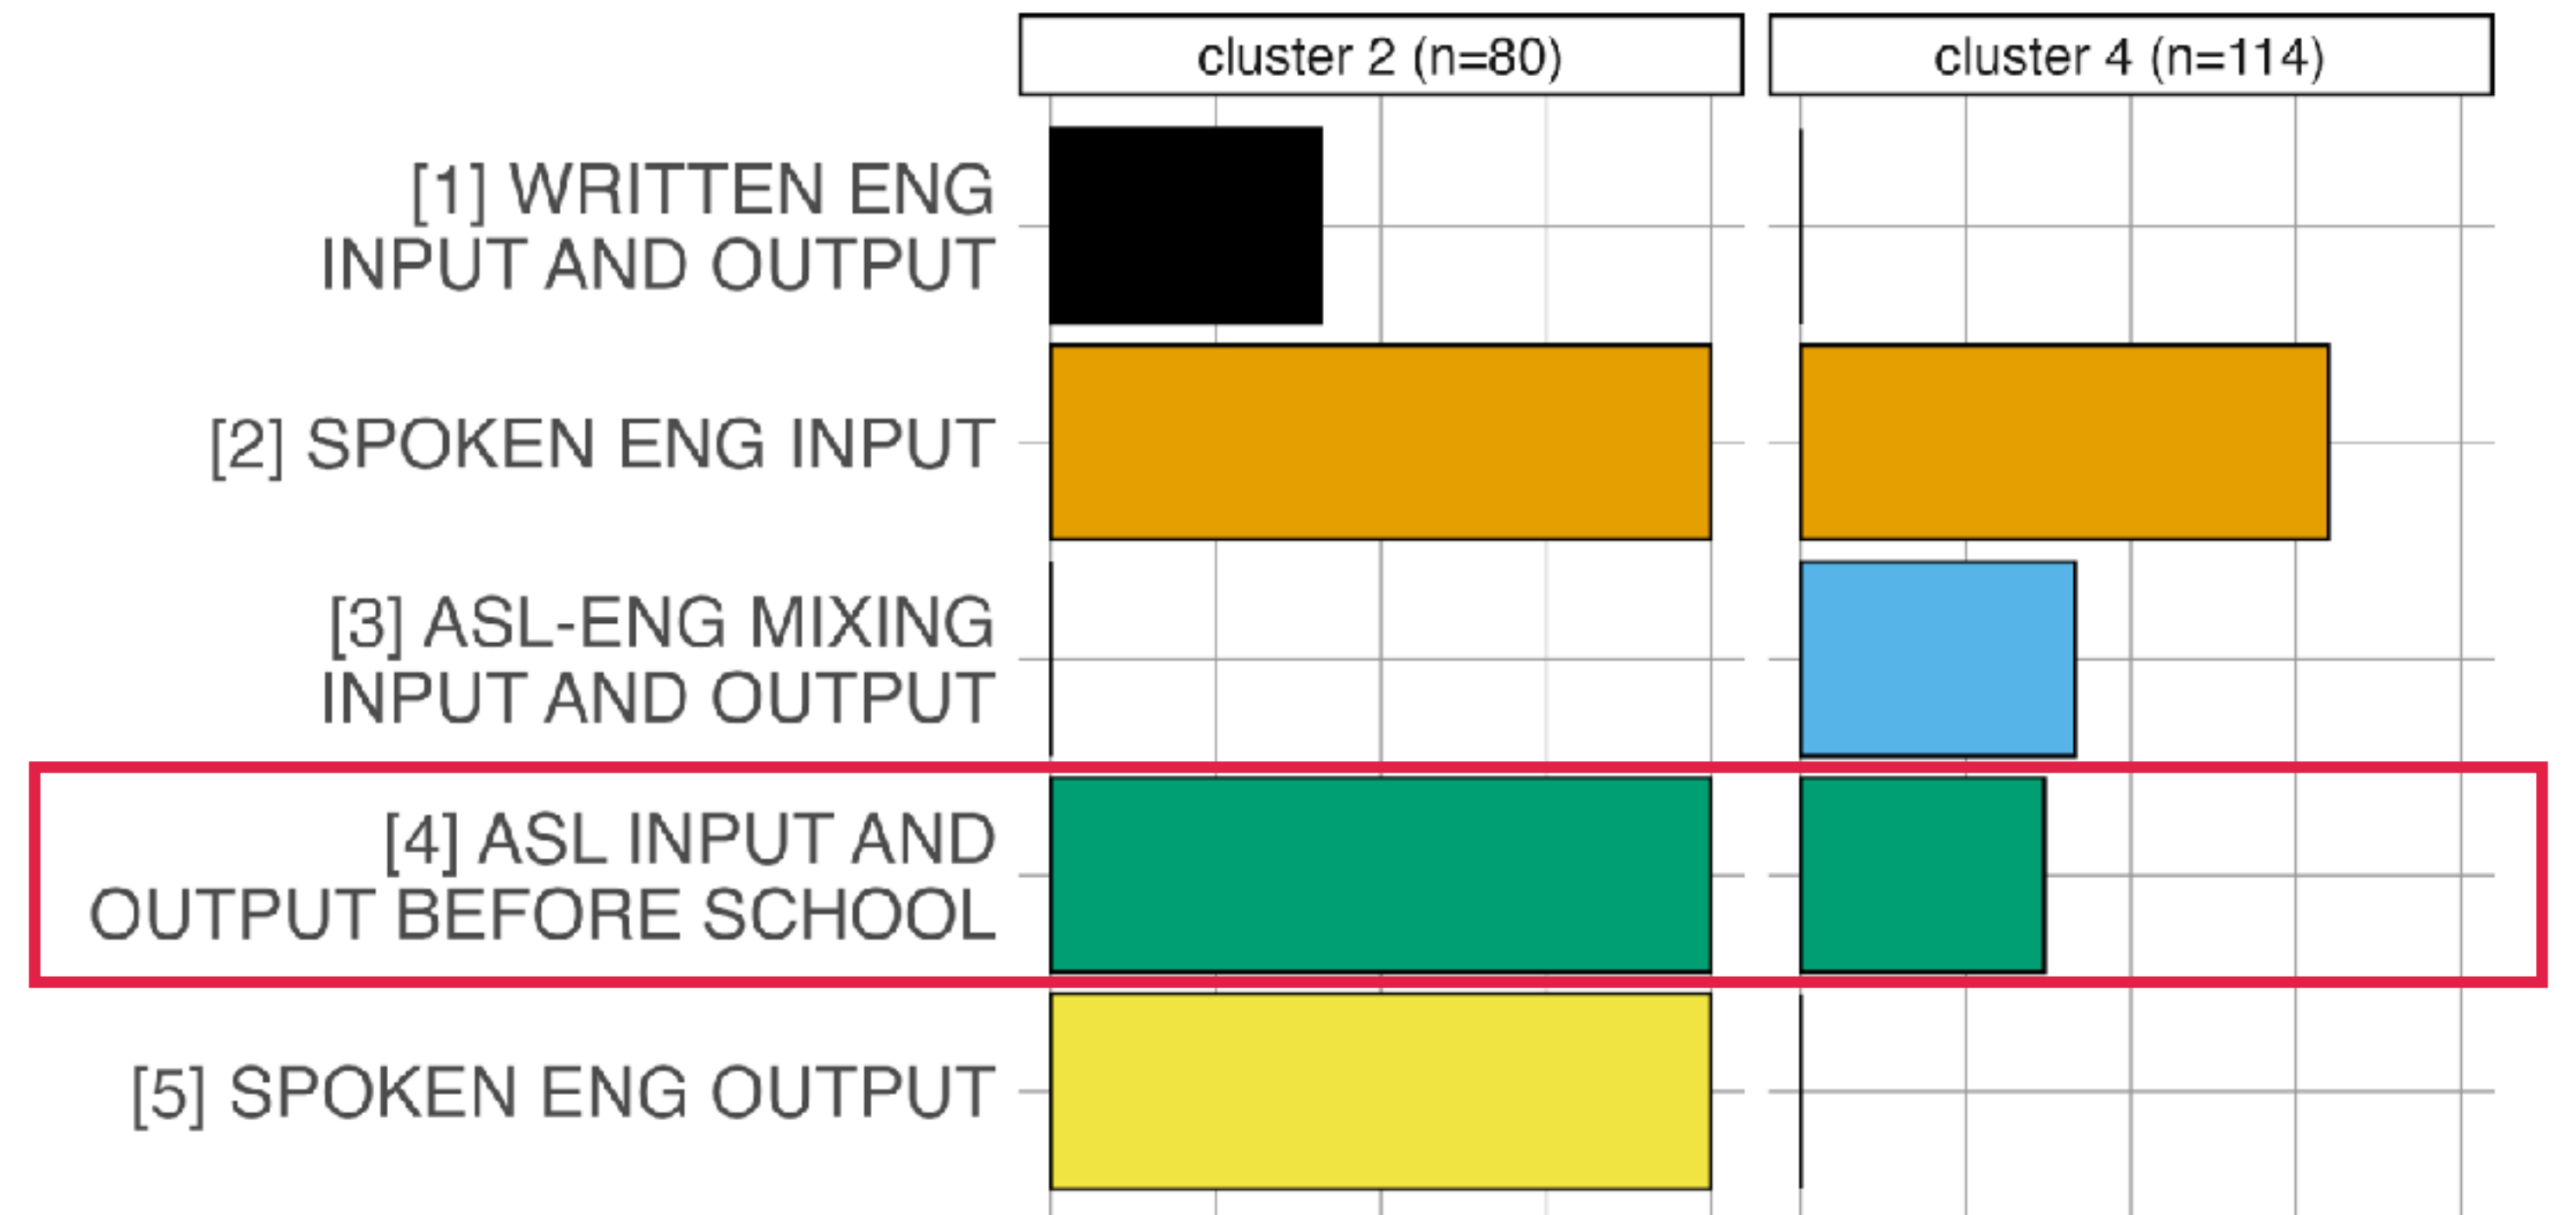 cluster 2 (n=80)
cluster 4 (n=114)
[1] WRITTEN ENG
INPUT AND OUTPUT
[2] SPOKEN ENG INPUT
[3] ASL-ENG MIXING
INPUT AND OUTPUT
[4] ASL INPUT AND
OUTPUT BEFORE SCHOOL
[5] SPOKEN ENG OUTPUT